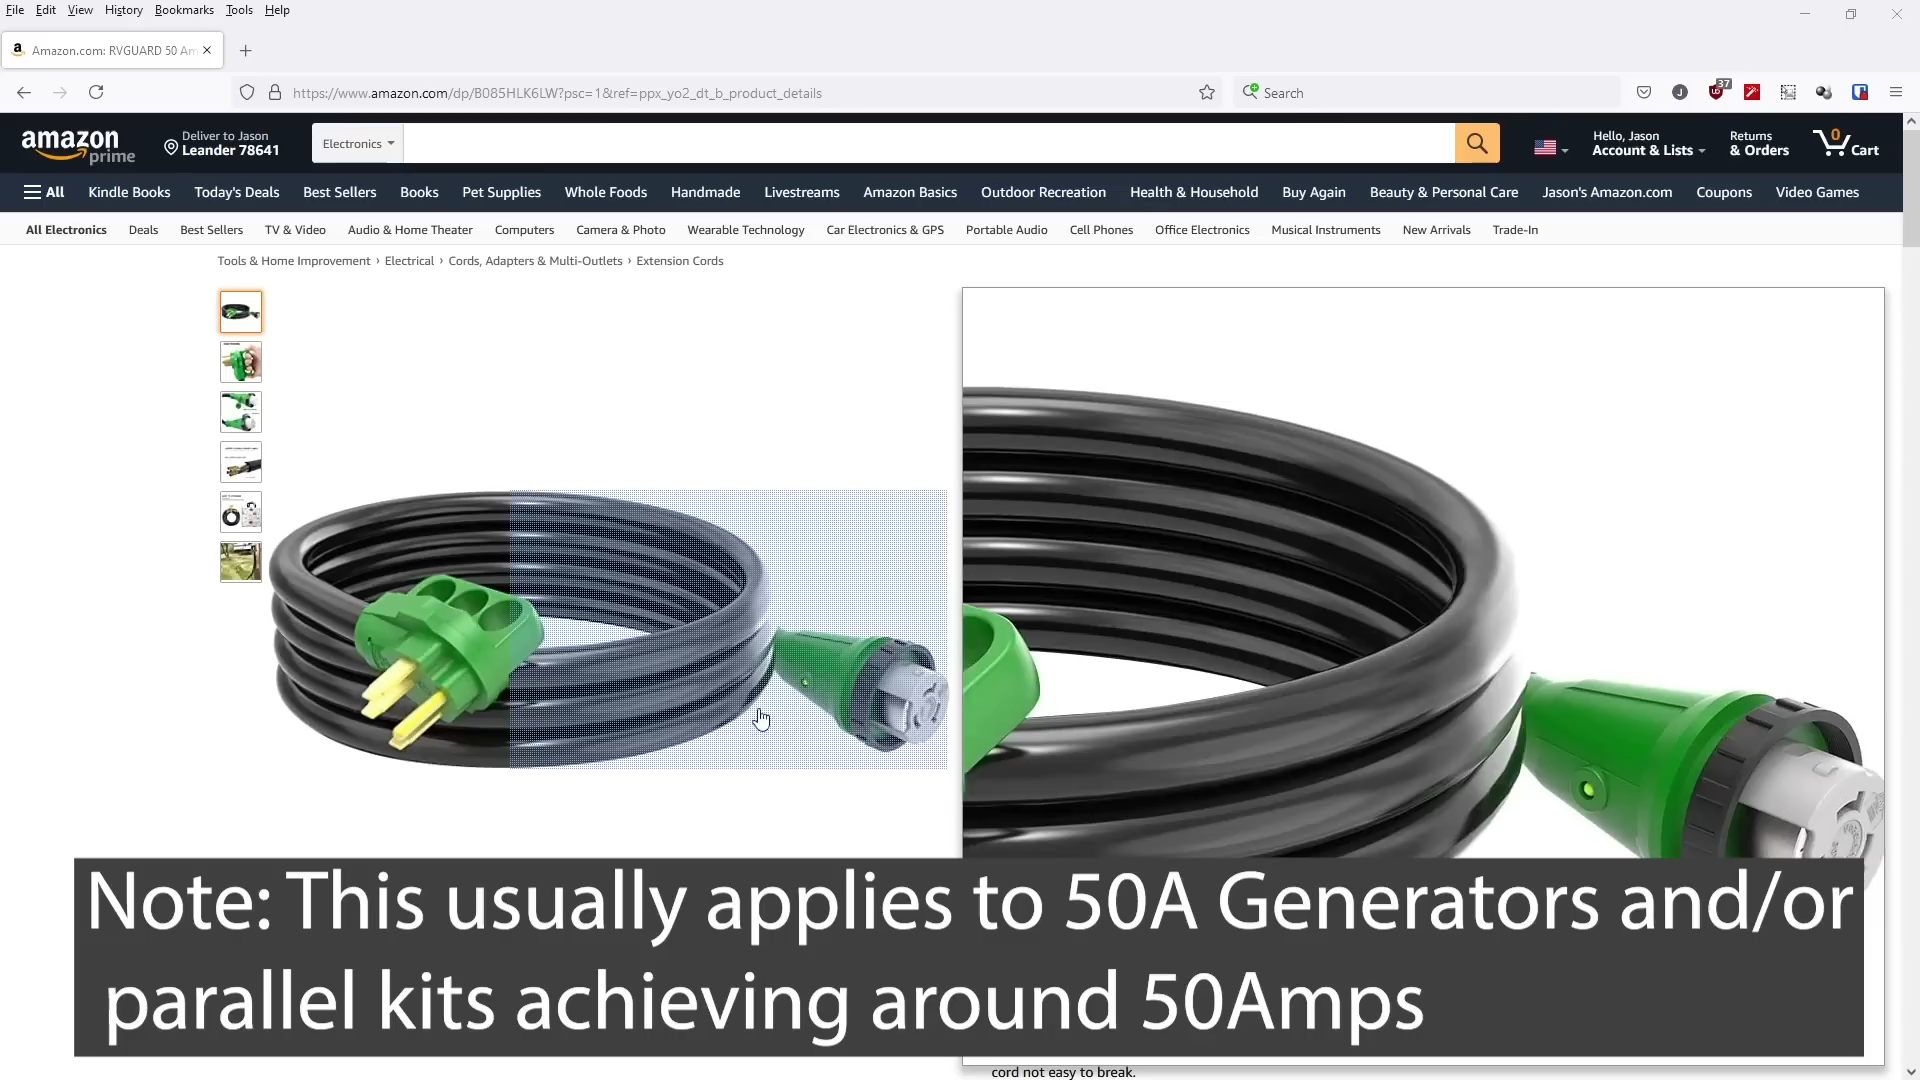 File Edit View History Bookmarks Tools Help
Amazon.com: RVGUARD 50 Am
https://www.amazon.com/dp/B085HLK6LW?psc=1&ref=ppx_yo2_dt_b_product_details
Search
37
amazon prime
Deliver to Jason
Leander 78641
Electronics
Hello, Jason
Account & Lists
Returns
& Orders
0
Cart
All Kindle Books Today's Deals Best Sellers Books Pet Supplies Whole Foods Handmade Livestreams Amazon Basics Outdoor Recreation Health & Household Buy Again Beauty & Personal Care Jason's Amazon.com Coupons Video Games
All Electronics Deals Best Sellers TV & Video Audio & Home Theater Computers Camera & Photo Wearable Technology Car Electronics & GPS Portable Audio Cell Phones Office Electronics Musical Instruments New Arrivals Trade-In
Tools & Home Improvement › Electrical › Cords, Adapters & Multi-Outlets › Extension Cords
Note: This usually applies to 50A Generators and/or
parallel kits achieving around 50Amps
cord not easy to break.